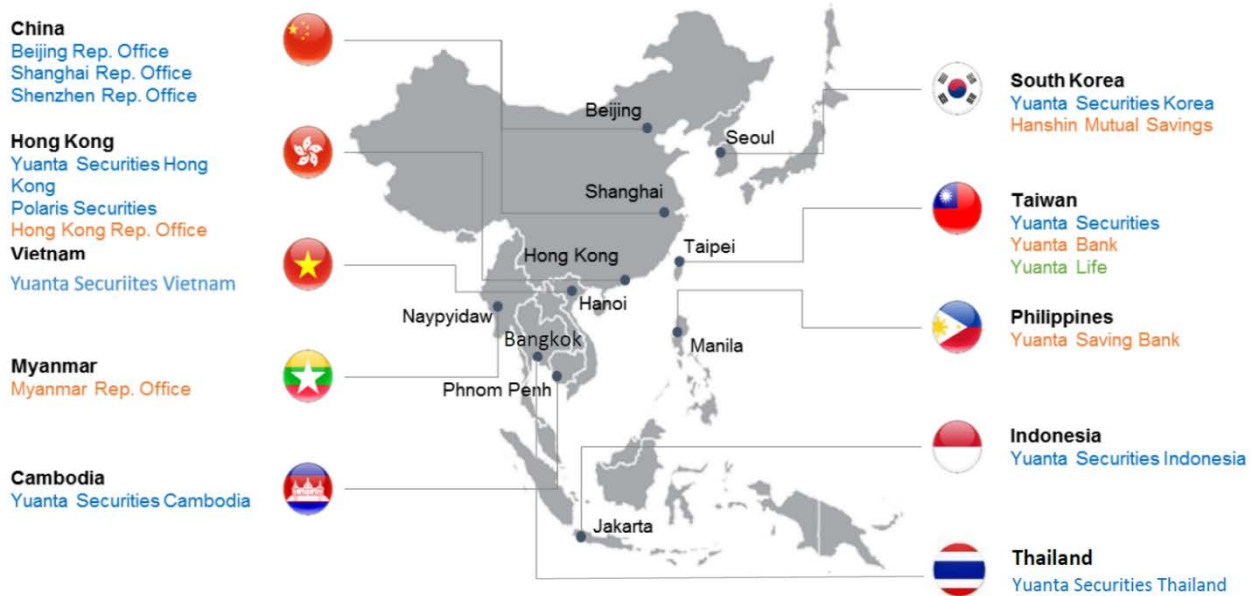 China
Beijing Rep. Office
Shanghai Rep. Office
Shenzhen Rep. Office
Hong Kong
Yuanta Securities Hong
Kong
Polaris Securities
Hong Kong Rep. Office
Vietnam
Yuanta Securiites Vietnam
Myanmar
Myanmar Rep. Office
Cambodia
Yuanta Securities Cambodia
Beijing
Seoul
Shanghai
Taipei
Hong Kong
Hanoi
Naypyidaw
Bangkok
Manila
Phnom Penh
Jakarta
South Korea
Yuanta Securities Korea
Hanshin Mutual Savings
Taiwan
Yuanta Securities
Yuanta Bank
Yuanta Life
Philippines
Yuanta Saving Bank
Indonesia
Yuanta Securities Indonesia
Thailand
Yuanta Securities Thailand